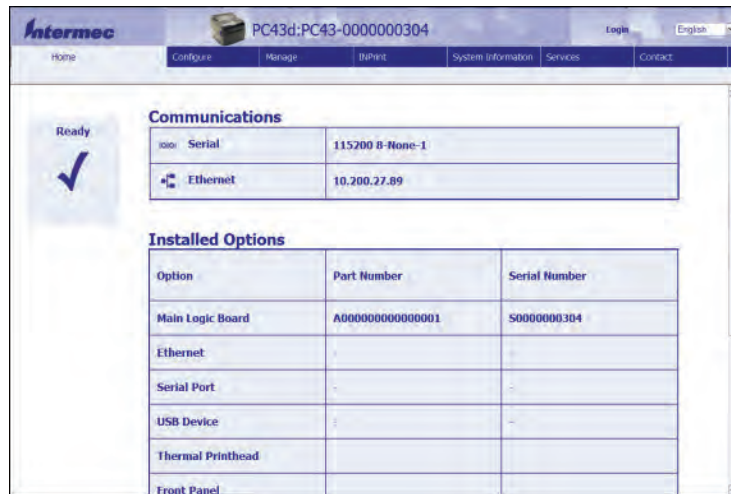 Intermec
PC43d:PC43-0000000304
Login
English
Home
Configure
Manage
INPrint
System Information
Services
Contact
Ready
Communications
Serial 115200 8-None-1
Ethernet 10.200.27.89
Installed Options
Option Part Number Serial Number
Main Logic Board A000000000000001 S0000000304
Ethernet - -
Serial Port - -
USB Device - -
Thermal Printhead
Front Panel